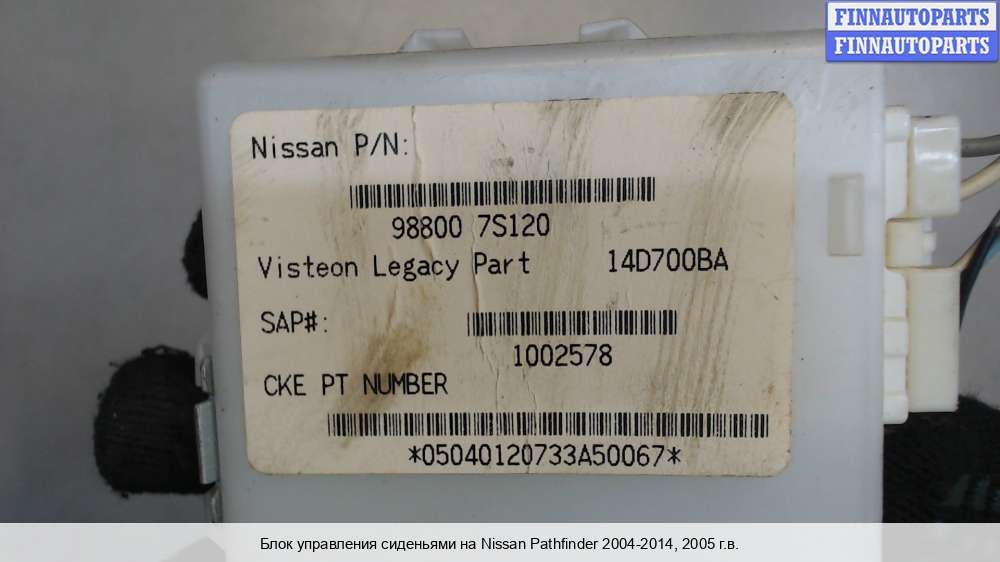 FINNAUTOPARTS
FINNAUTOPARTS
Nissan P/N:
98800 7S120
Visteon Legacy Part 14D700BA
SAP#:
1002578
CKE PT NUMBER
*05040120733A50067*
Блок управления сиденьями на Nissan Pathfinder 2004-2014, 2005 г.в.